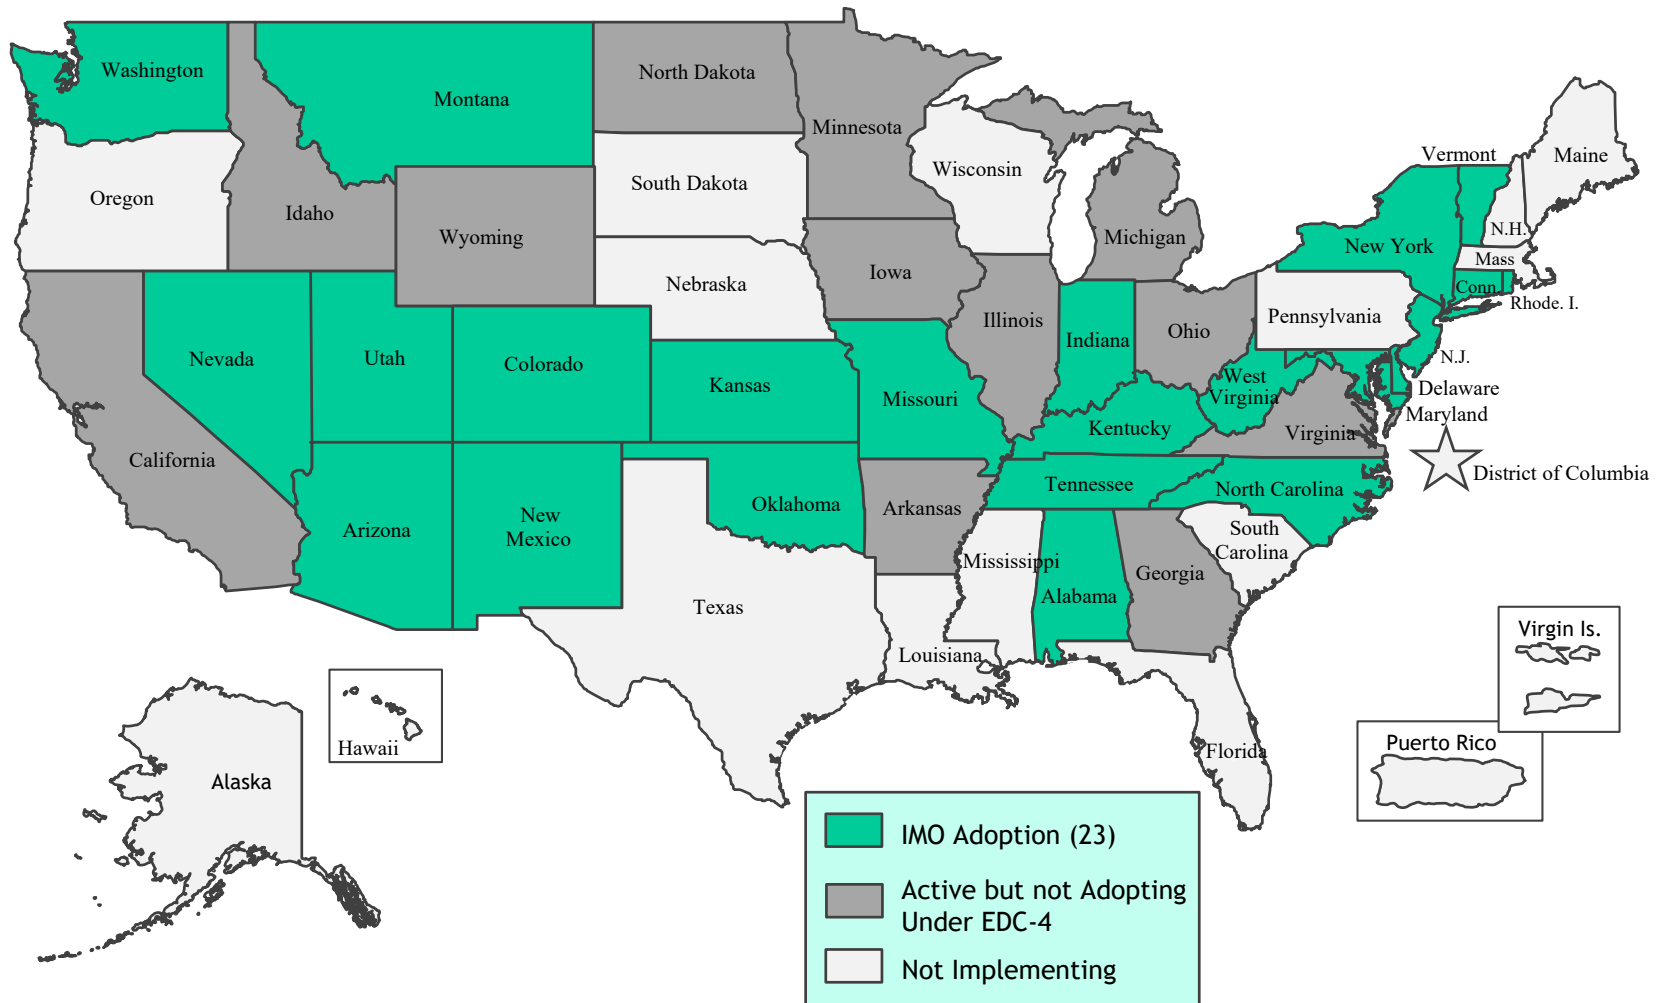 Washington
Montana
North Dakota
Minnesota
Oregon
Idaho
Wyoming
South Dakota
Wisconsin
Michigan
Vermont
Maine
New York
N.H.
Mass
Conn.
Rhode. I.
Nebraska
Iowa
Illinois
Indiana
Ohio
Pennsylvania
N.J.
Nevada
Utah
Colorado
Kansas
Missouri
West
Virginia
Kentucky
Virginia
Delaware
Maryland
District of Columbia
California
Arizona
New
Mexico
Oklahoma
Arkansas
Tennessee
North Carolina
South
Carolina
Mississippi
Alabama
Georgia
Texas
Louisiana
Florida
Alaska
Hawaii
Virgin Is.
Puerto Rico
IMO Adoption (23)
Active but not Adopting
Under EDC-4
Not Implementing